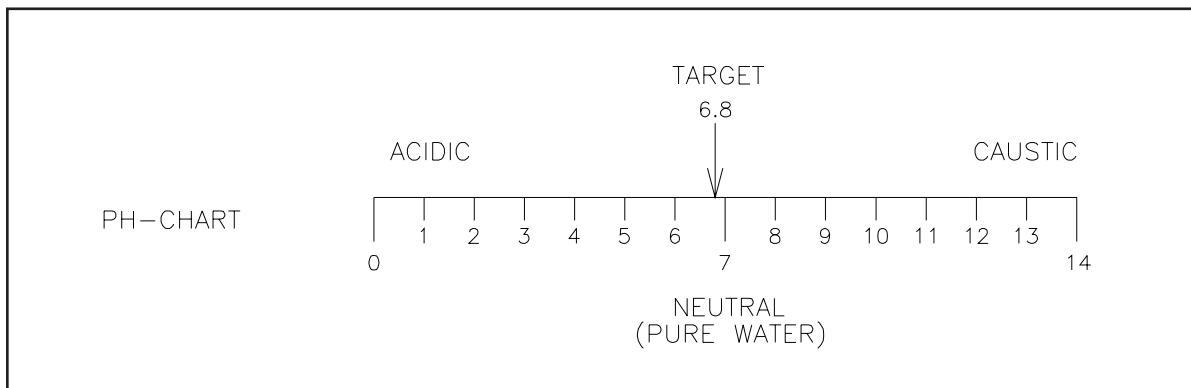 TARGET
6.8
ACIDIC
CAUSTIC
PH-CHART
1 2 3 4 5 6 8 9 10 11 12 13
0 7 14
NEUTRAL
(PURE WATER)